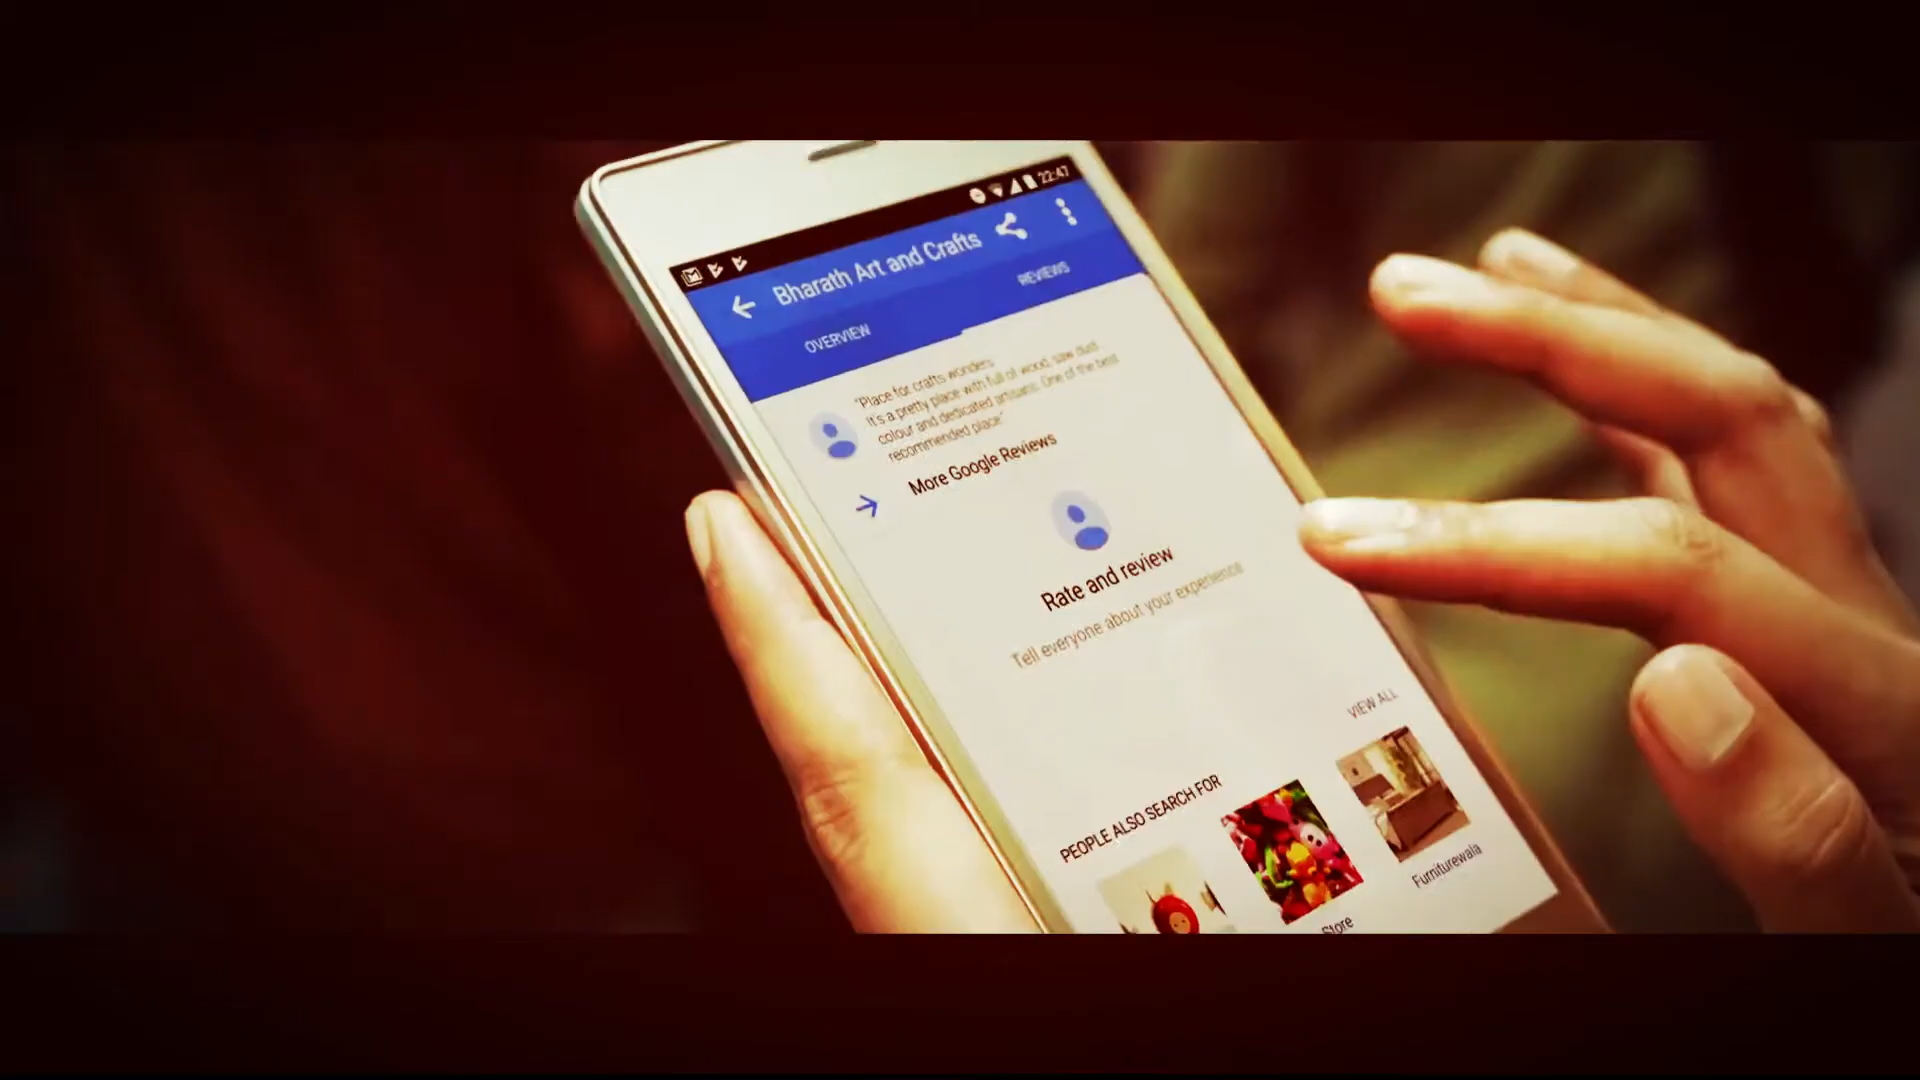 22:47
Bharath Art and Crafts
OVERVIEW
REVIEWS
"Place for crafts wonders
It's a pretty place with full of wood, saw dust
colour and dedicated artisans. One of the best
recommended place"
More Google Reviews
Rate and review
Tell everyone about your experience
VIEW ALL
PEOPLE ALSO SEARCH FOR
Store
Furniturewala